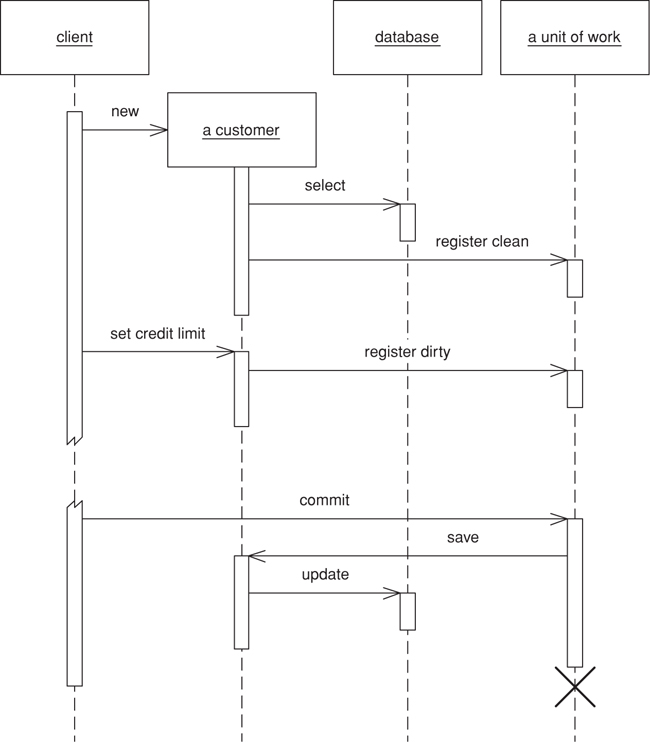 client
database
a unit of work
new
a customer
select
register clean
set credit limit
register dirty
commit
save
update